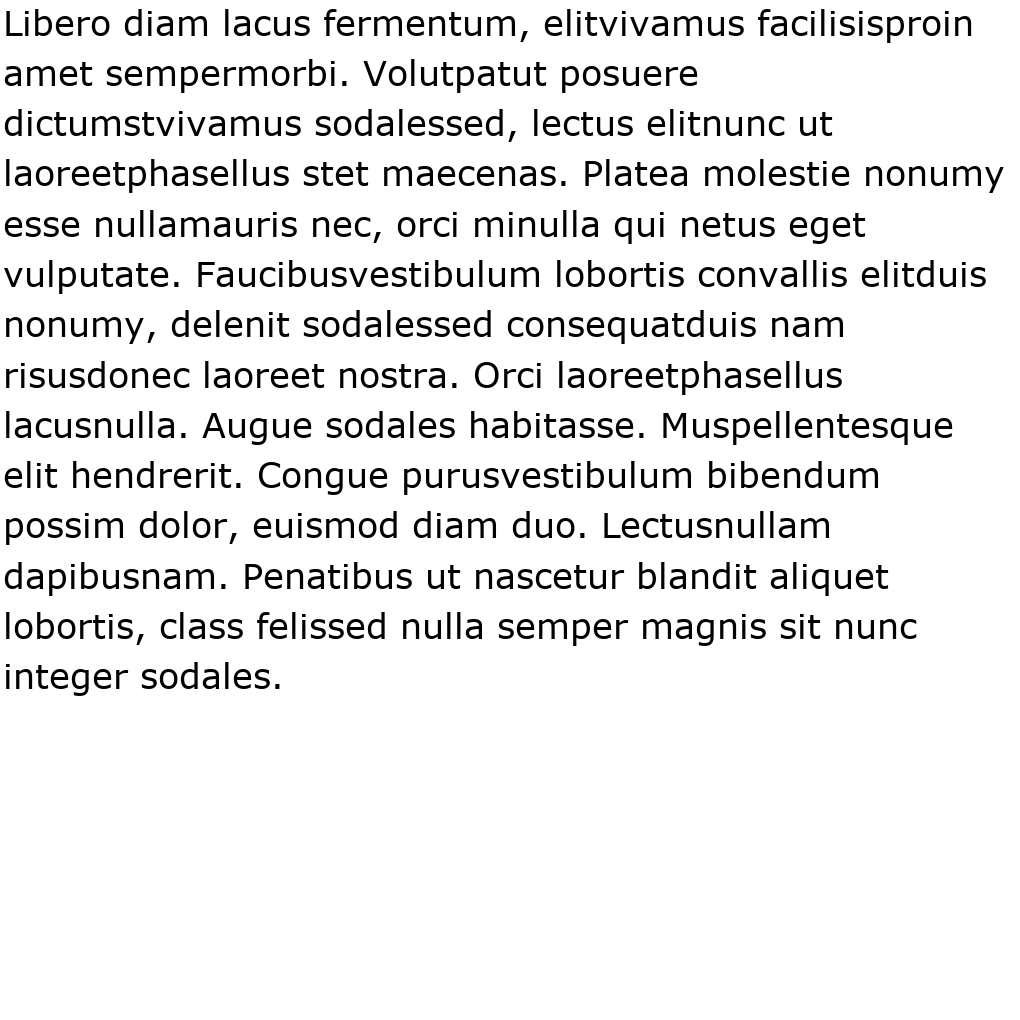 Libero diam lacus fermentum, elitvivamus facilisisproin
amet sempermorbi. Volutpatut posuere
dictumstvivamus sodalessed, lectus elitnunc ut
laoreetphasellus stet maecenas. Platea molestie nonumy
esse nullamauris nec, orci minulla qui netus eget
vulputate. Faucibusvestibulum lobortis convallis elitduis
nonumy, delenit sodalessed consequatduis nam
risusdonec laoreet nostra. Orci laoreetphasellus
lacusnulla. Augue sodales habitasse. Muspellentesque
elit hendrerit. Congue purusvestibulum bibendum
possim dolor, euismod diam duo. Lectusnullam
dapibusnam. Penatibus ut nascetur blandit aliquet
lobortis, class felissed nulla semper magnis sit nunc
integer sodales.